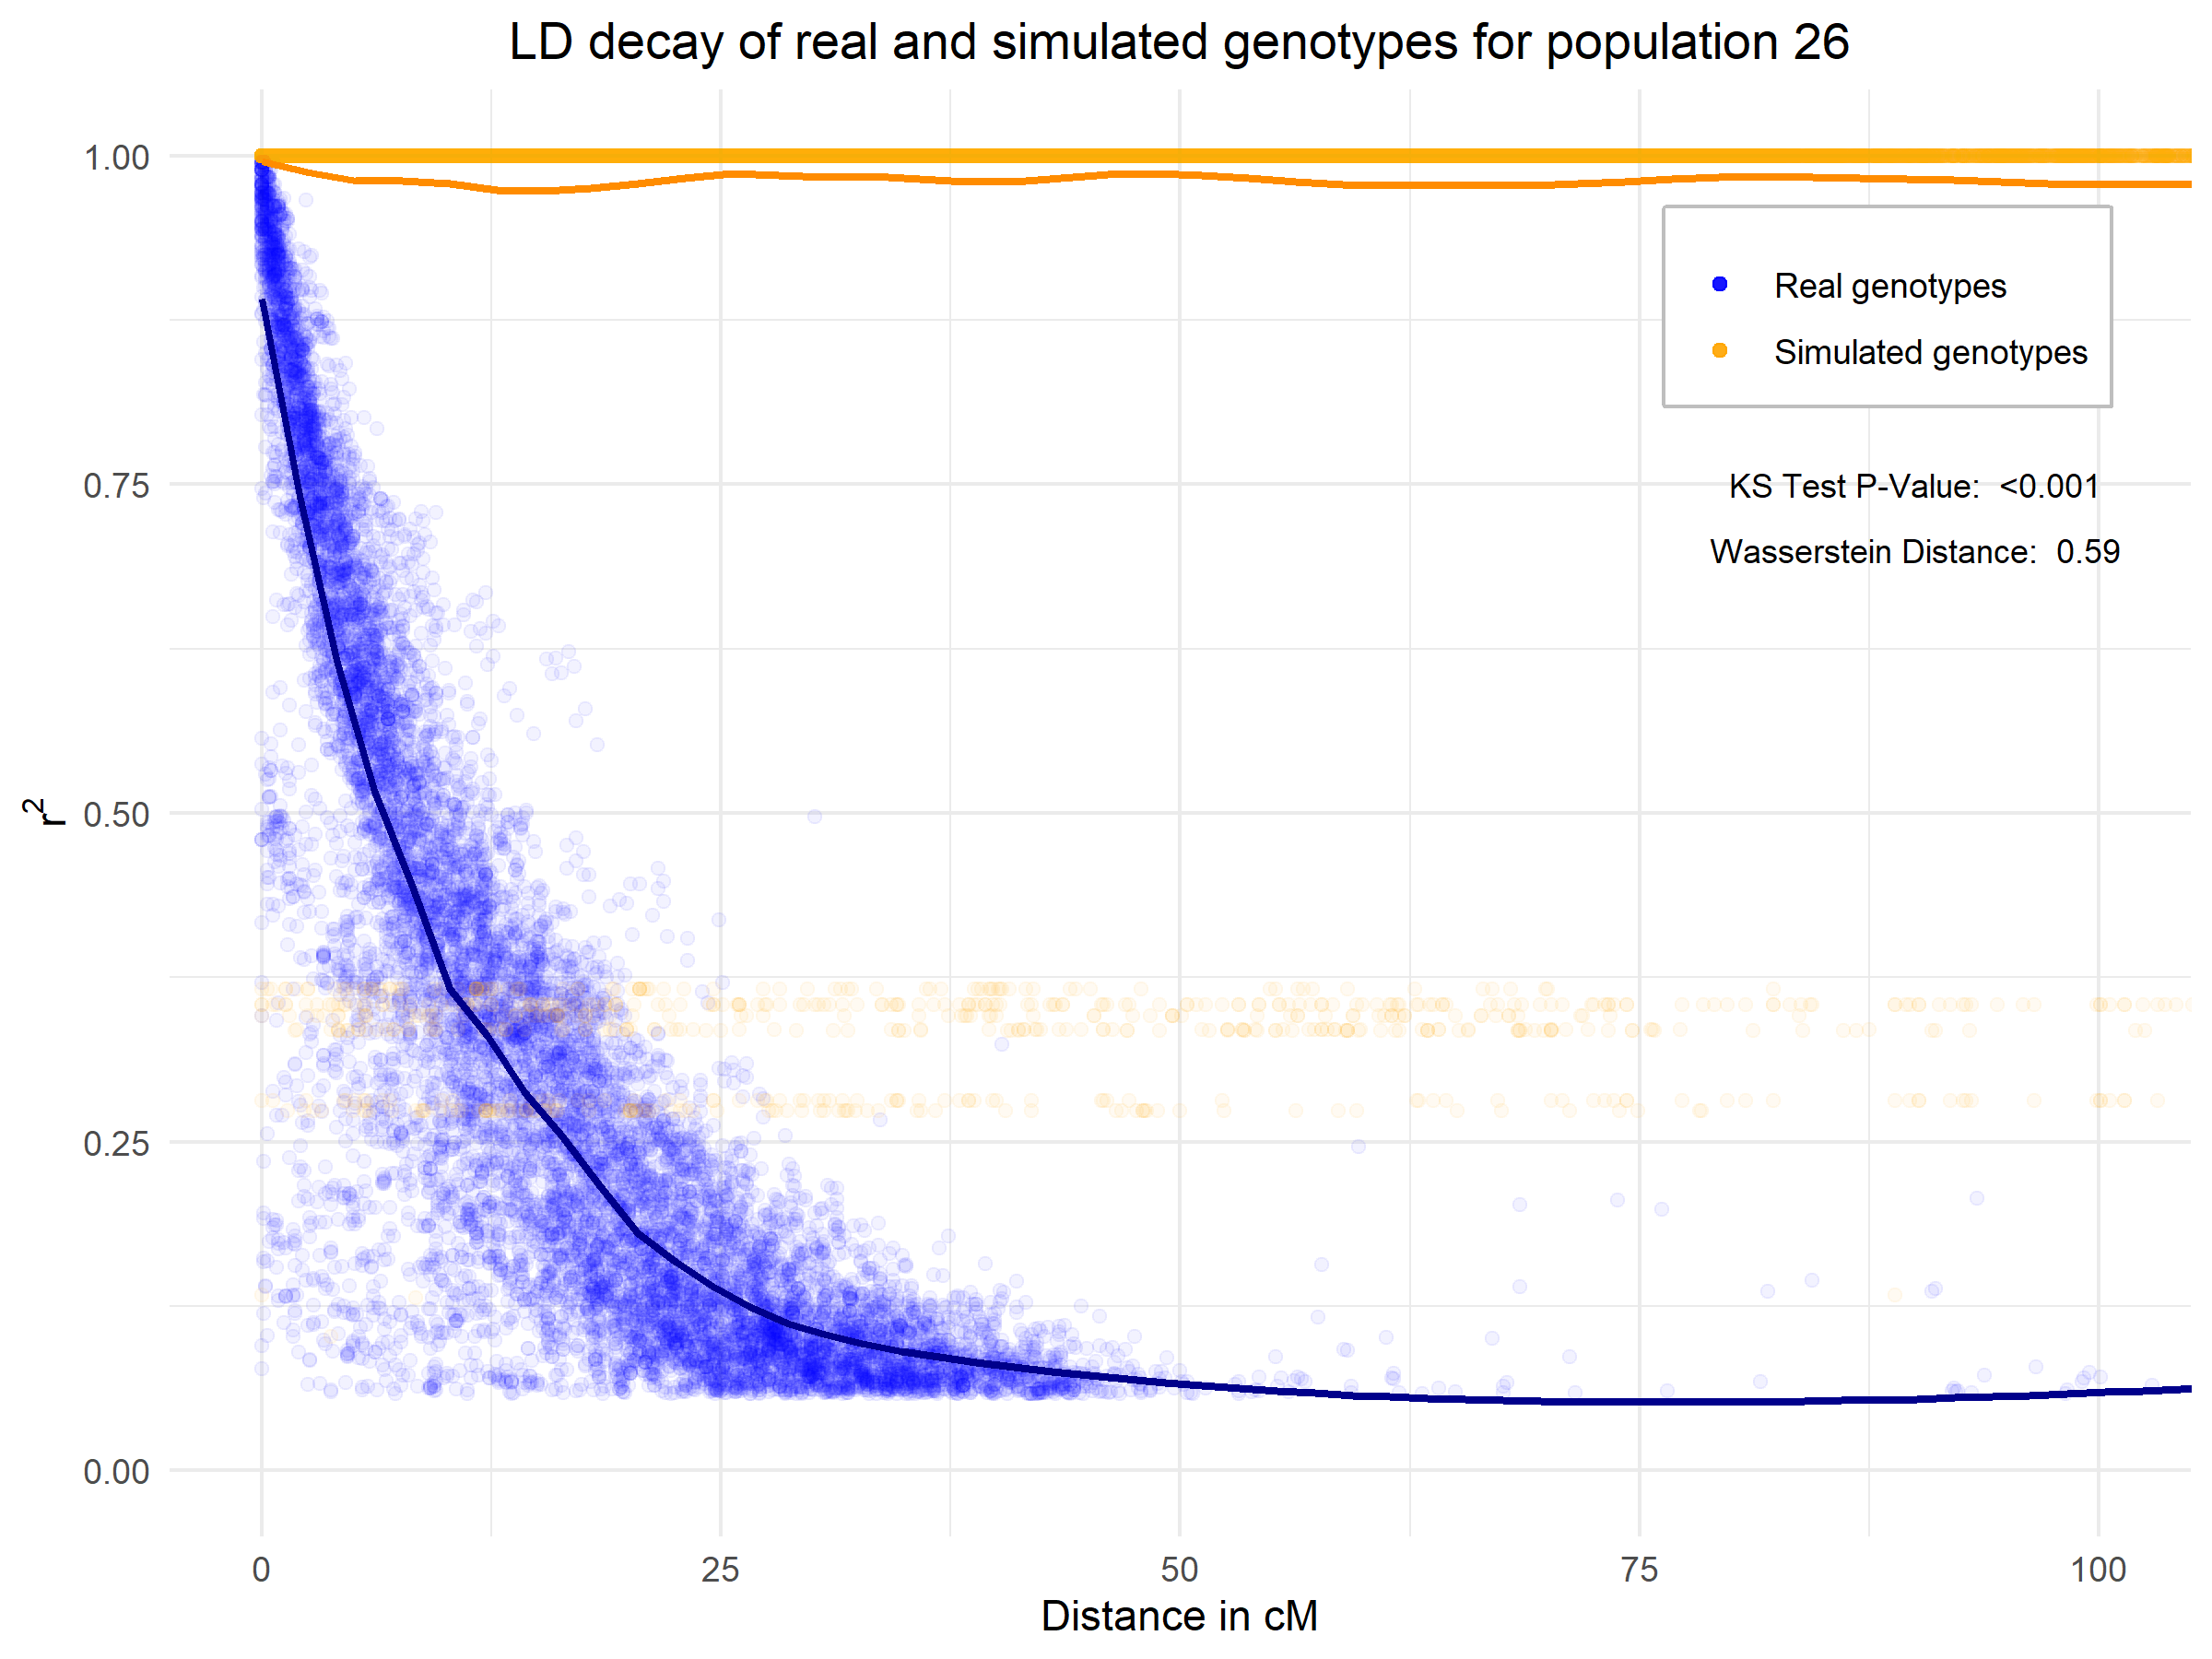 LD decay of real and simulated genotypes for population 26
1.00
0.75
0.50
0.25
0.00
r²
Real genotypes
Simulated genotypes
KS Test P-Value: <0.001
Wasserstein Distance: 0.59
0 25 50 75 100
Distance in cM